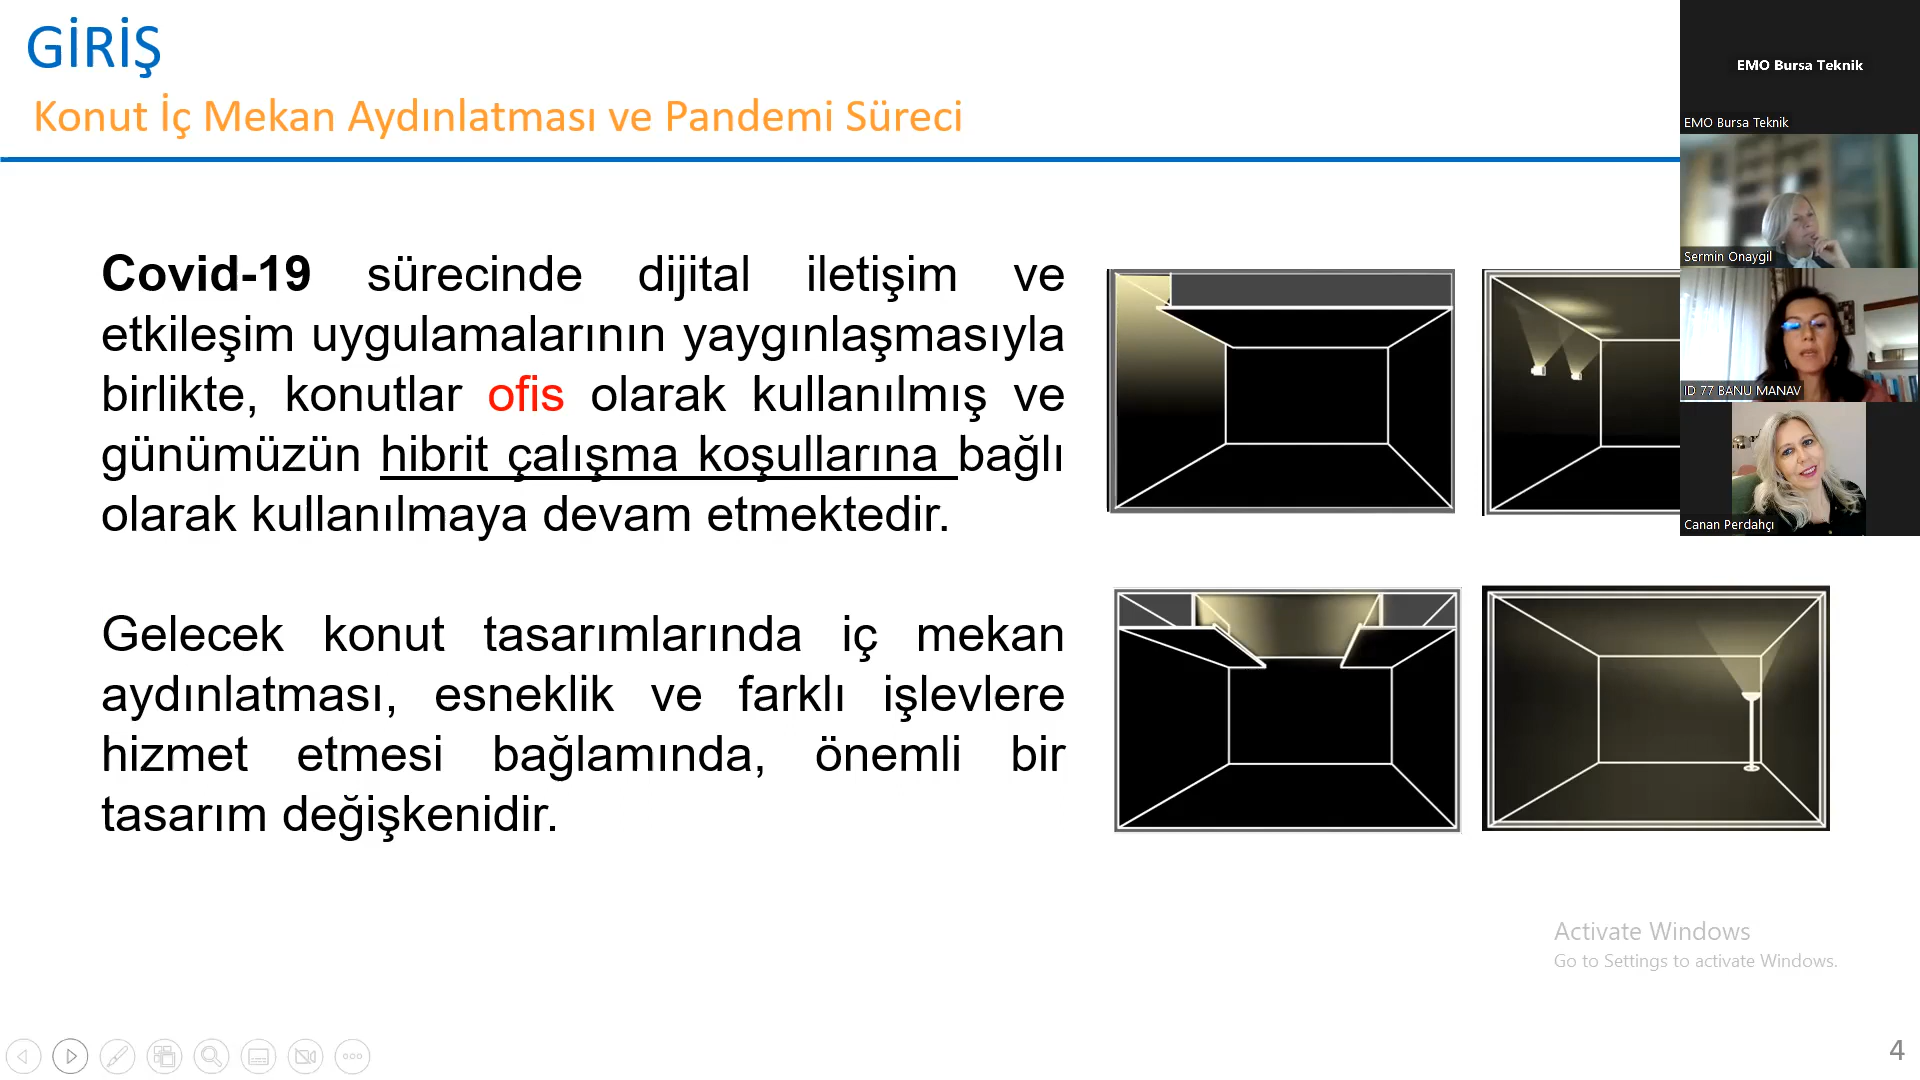 GİRİŞ
Konut İç Mekan Aydınlatması ve Pandemi Süreci
Covid-19 sürecinde dijital iletişim ve
etkileşim uygulamalarının yaygınlaşmasıyla
birlikte, konutlar ofis olarak kullanılmış ve
günümüzün hibrit çalışma koşullarına bağlı
olarak kullanılmaya devam etmektedir.
Gelecek konut tasarımlarında iç mekan
aydınlatması, esneklik ve farklı işlevlere
hizmet etmesi bağlamında, önemli bir
tasarım değişkenidir.
EMO Bursa Teknik
EMO Bursa Teknik
Sermin Onaygil
ID 77 BANU MANAV
Canan Perdahçı
Activate Windows
Go to Settings to activate Windows.
4